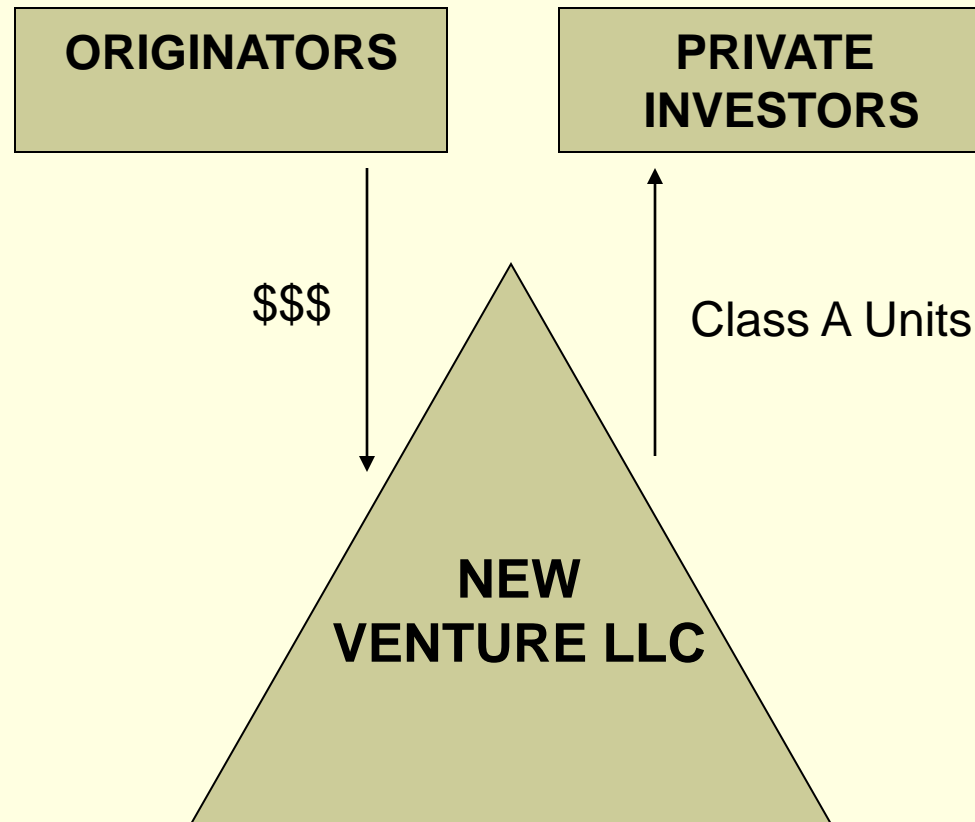 ORIGINATORS
PRIVATE
INVESTORS
$$$
Class A Units
NEW
VENTURE LLC